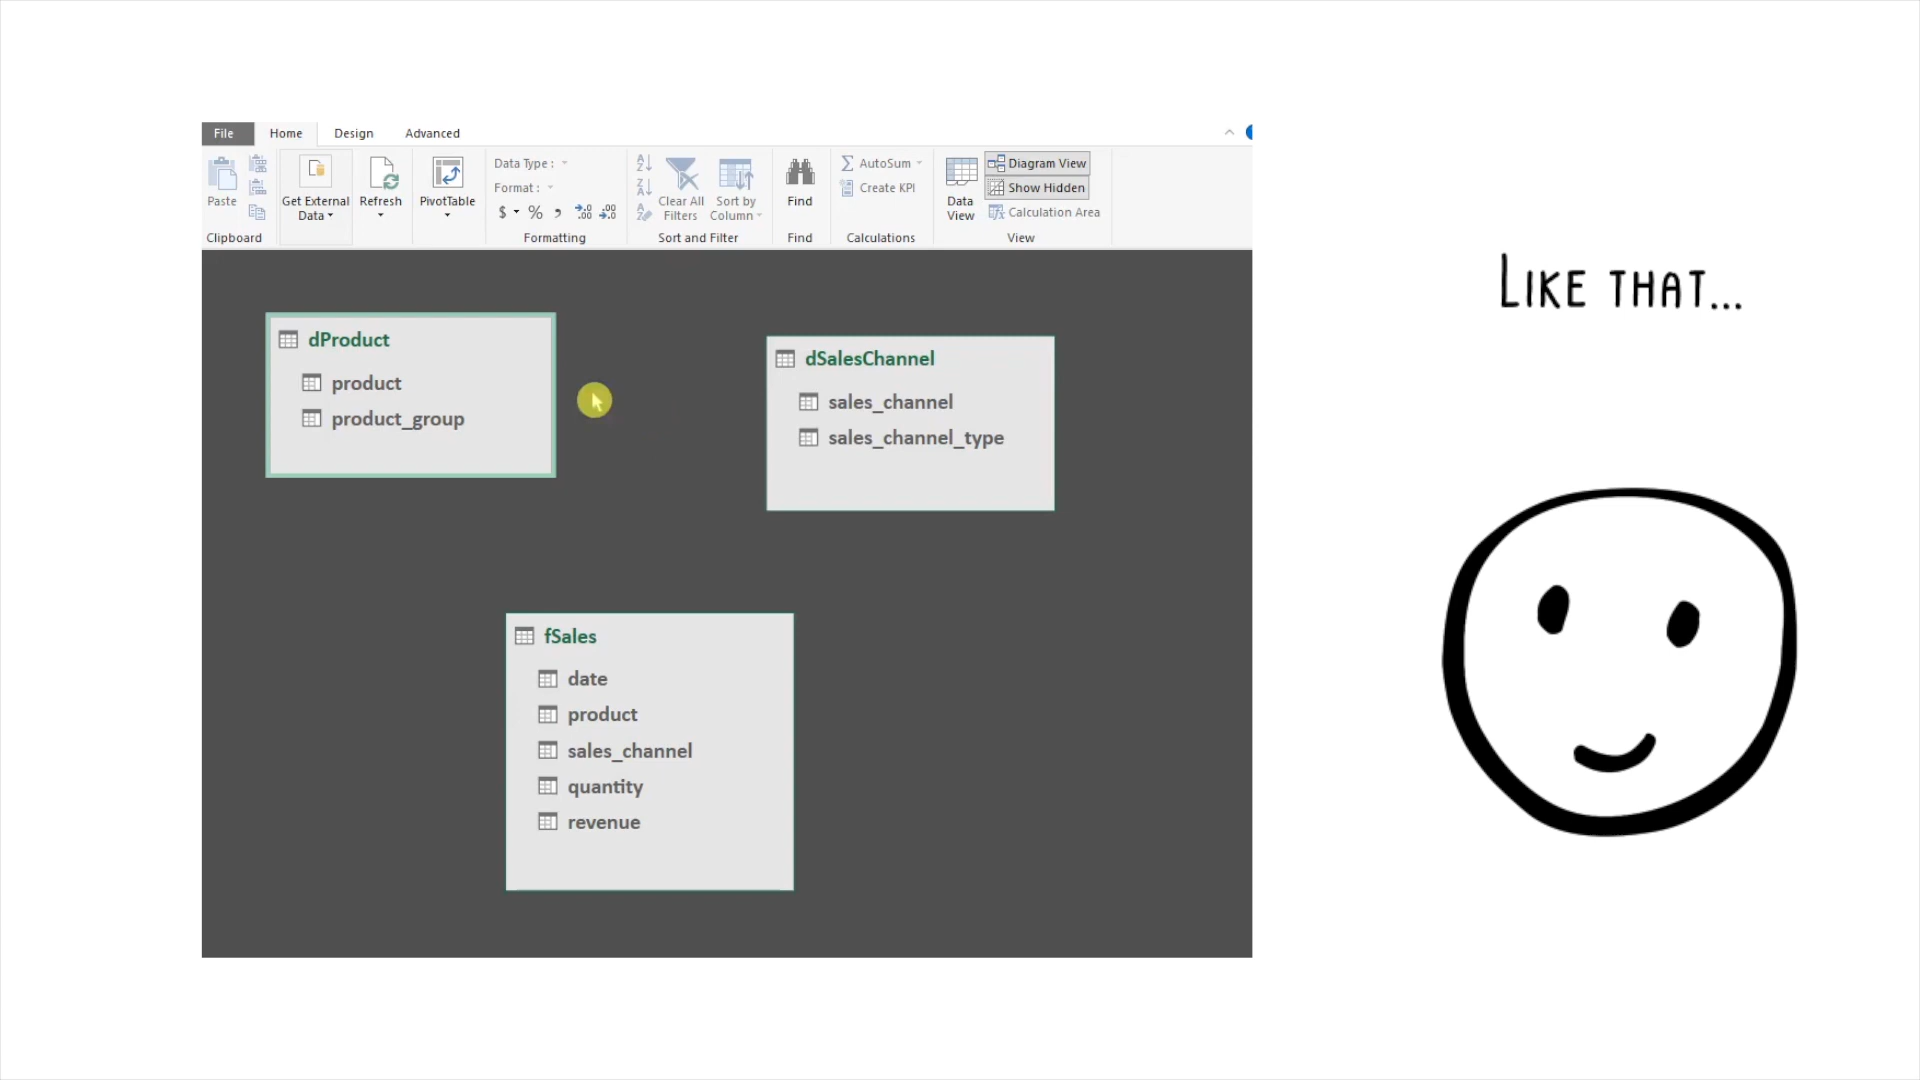 File Home Design Advanced
Paste
Clipboard
Get External
Data
Refresh
PivotTable
Data Type :
Format :
$ % ,
Formatting
Clear All
Filters
Sort by
Column
Sort and Filter
Find
Find
AutoSum
Create KPI
Calculations
Data
View
Diagram View
Show Hidden
Calculation Area
View
LIKE THAT...
dProduct
product
product_group
dSalesChannel
sales_channel
sales_channel_type
fSales
date
product
sales_channel
quantity
revenue